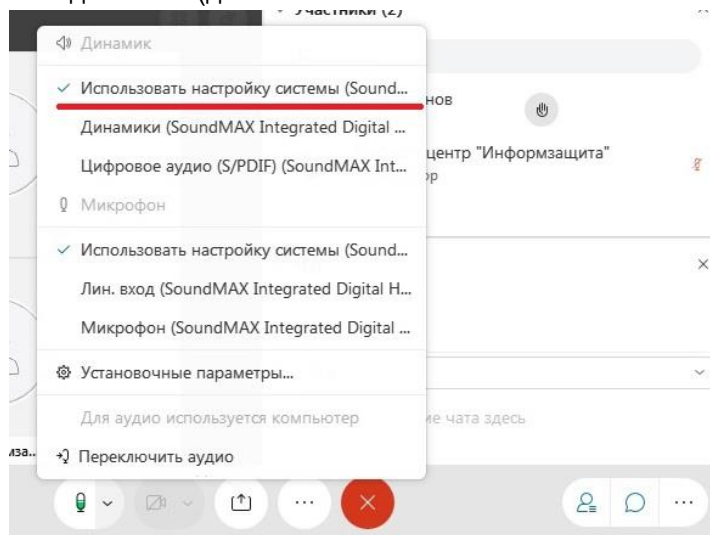 Участники (2)
Динамик
Использовать настройку системы (Sound...
нов
Динамики (SoundMAX Integrated Digital ...
центр "Информзащита"
Цифровое аудио (S/PDIF) (SoundMAX Int...
ор
Микрофон
Использовать настройку системы (Sound...
Лин. вход (SoundMAX Integrated Digital H...
Микрофон (SoundMAX Integrated Digital ...
Установочные параметры...
Для аудио используется компьютер
ие чата здесь
иза...
Переключить аудио